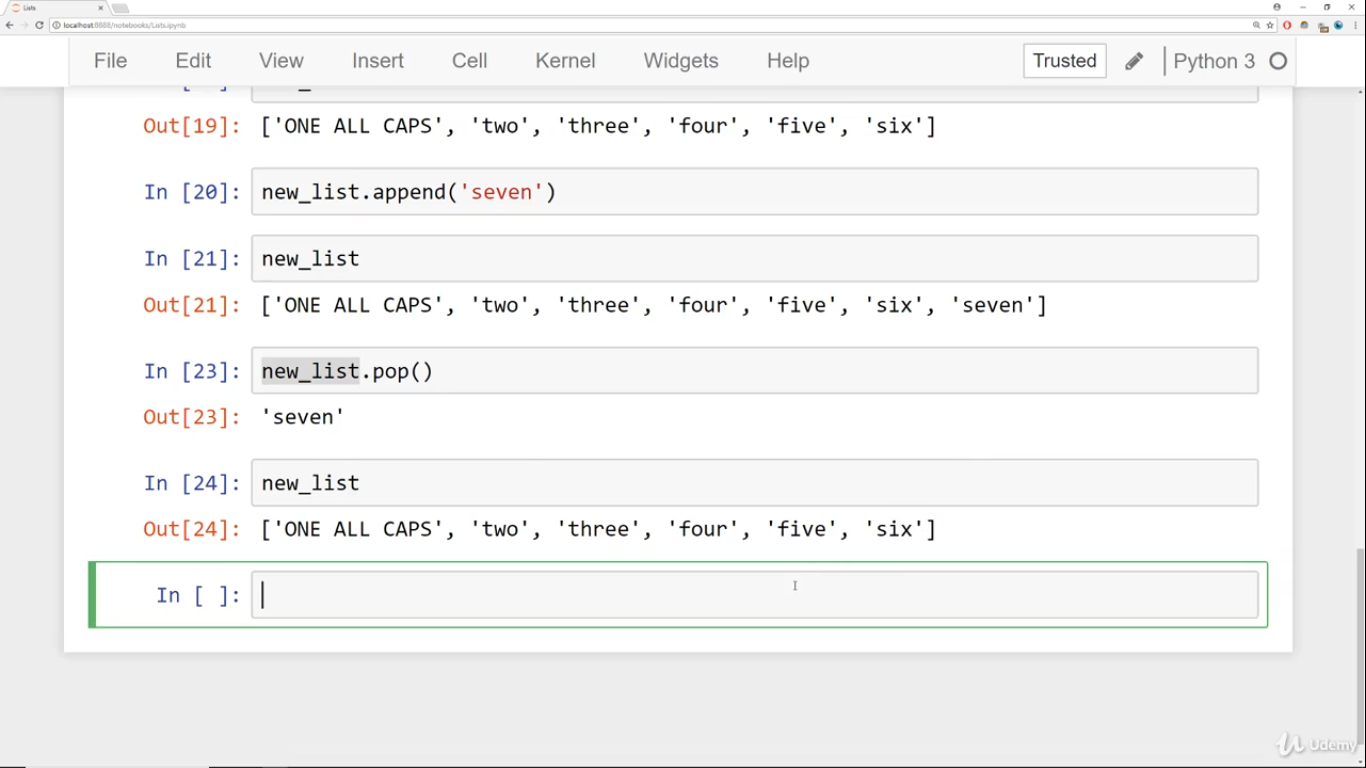 Lists
localhost:8888/notebooks/Lists.ipynb
File Edit View Insert Cell Kernel Widgets Help Trusted Python 3
Out[19]: ['ONE ALL CAPS', 'two', 'three', 'four', 'five', 'six']
In [20]: new_list.append('seven')
In [21]: new_list
Out[21]: ['ONE ALL CAPS', 'two', 'three', 'four', 'five', 'six', 'seven']
In [23]: new_list.pop()
Out[23]: 'seven'
In [24]: new_list
Out[24]: ['ONE ALL CAPS', 'two', 'three', 'four', 'five', 'six']
In [ ]:
Udemy